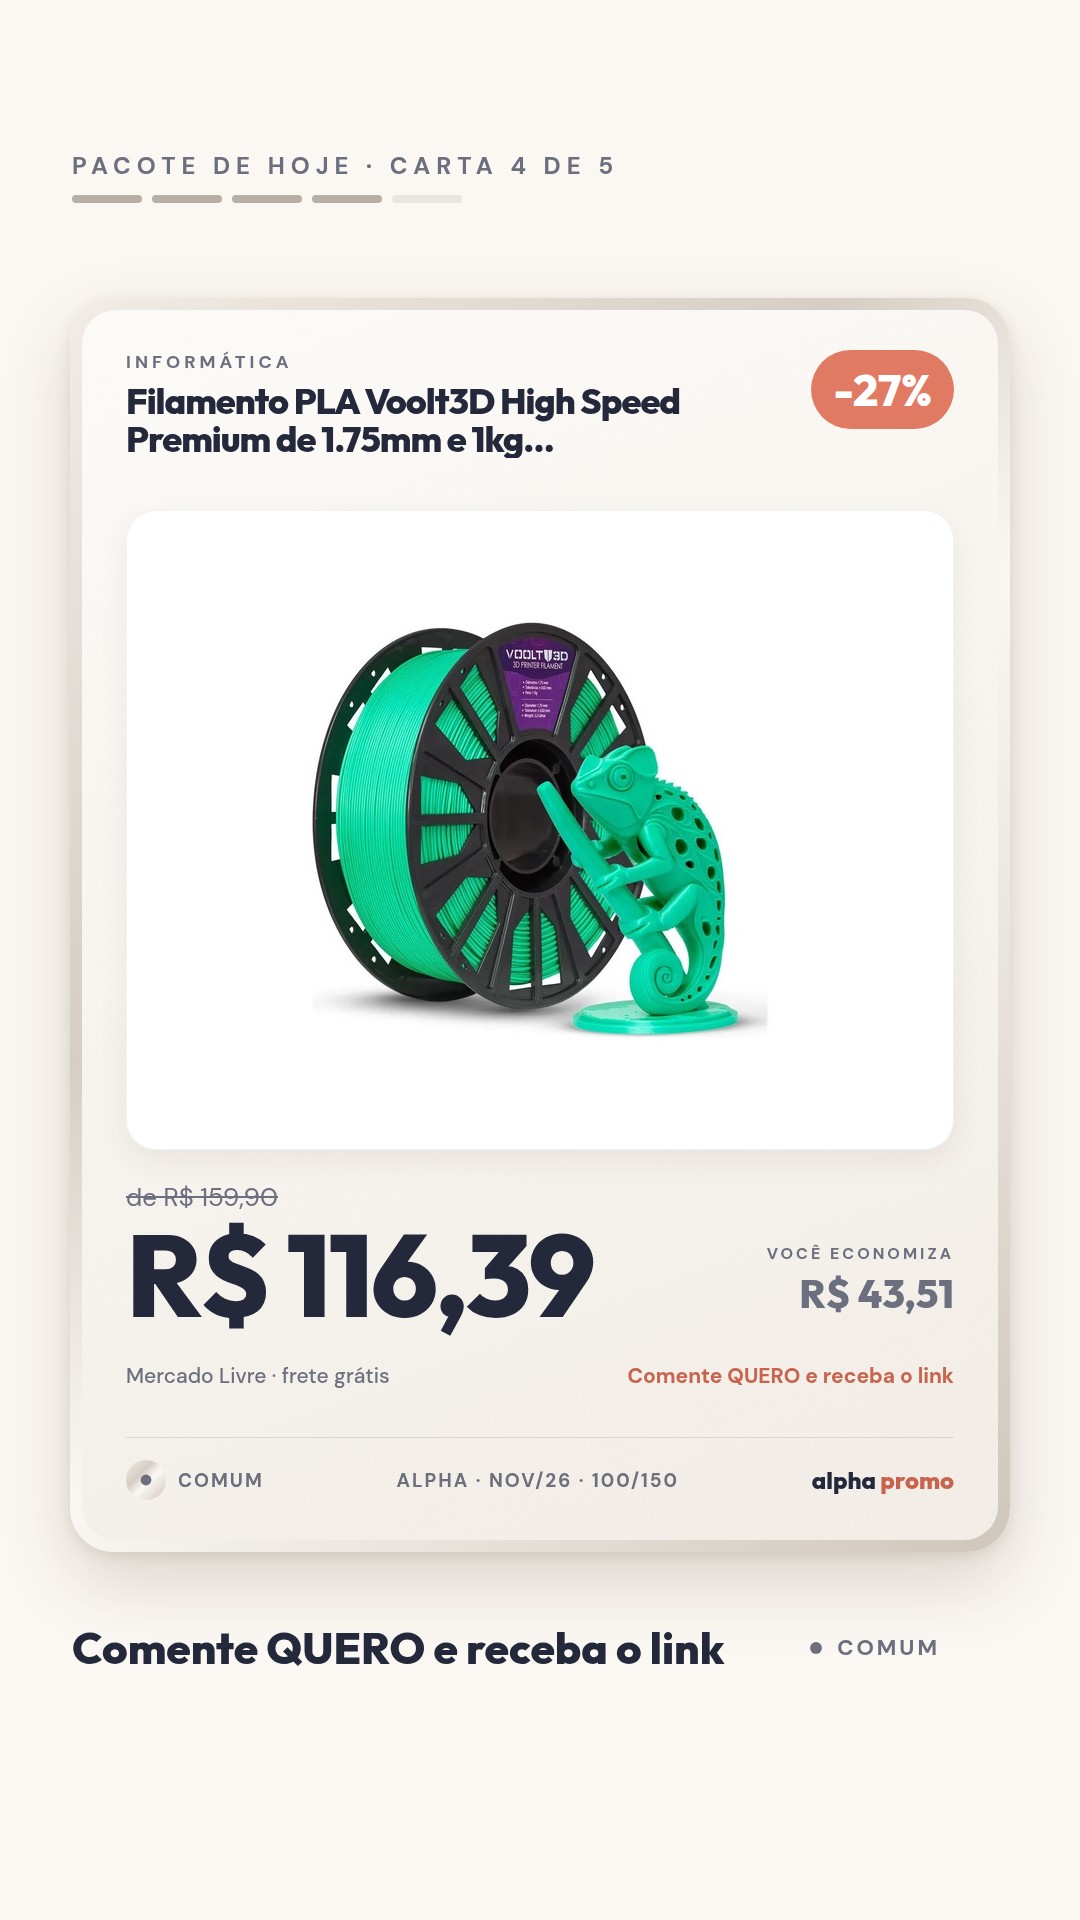 PACOTE DE HOJE · CARTA 4 DE 5
INFORMÁTICA
-27%
Filamento PLA Voolt3D High Speed
Premium de 1.75mm e 1kg...
VOOLT3D
3D PRINTER FILAMENT
de R$ 159,90
R$ 116,39
VOCÊ ECONOMIZA
R$ 43,51
Mercado Livre · frete grátis
Comente QUERO e receba o link
COMUM
ALPHA · NOV/26 · 100/150
alpha promo
Comente QUERO e receba o link
COMUM